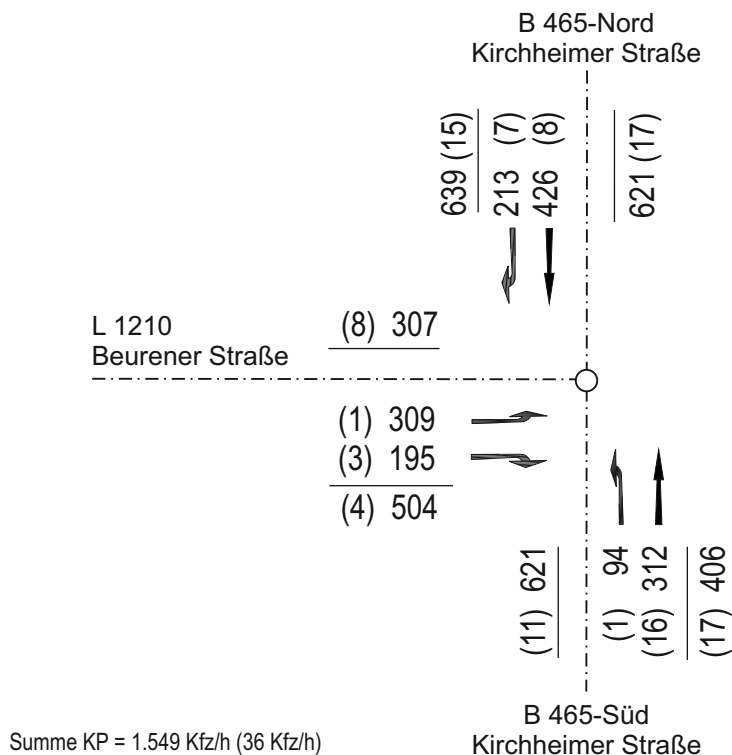 B 465-Nord
Kirchheimer Straße
639 (15)
213 (7)
426 (8)
621 (17)
L 1210
Beurener Straße
(8) 307
(1) 309
(3) 195
(4) 504
(11) 621
(1) 94
(16) 312
(17) 406
B 465-Süd
Kirchheimer Straße
Summe KP = 1.549 Kfz/h (36 Kfz/h)